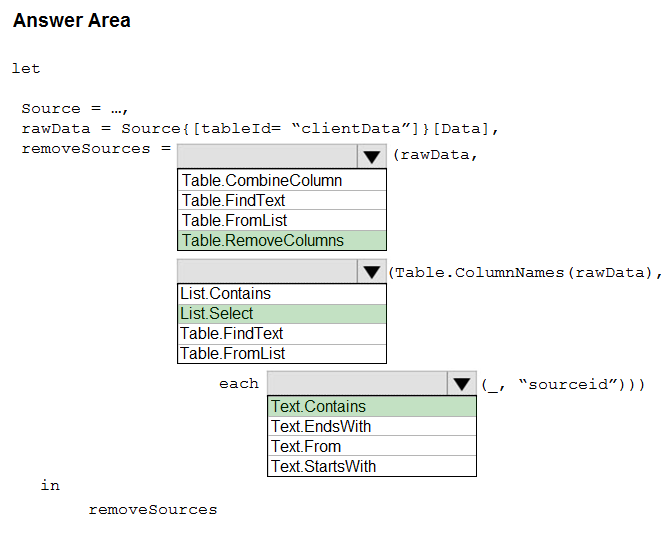 Answer Area
let
Source = …,
rawData = Source{[tableId= “clientData”]}[Data],
removeSources =
(rawData,
Table.CombineColumn
Table.FindText
Table.FromList
Table.RemoveColumns
(Table.ColumnNames(rawData),
List.Contains
List.Select
Table.FindText
Table.FromList
each
(_, “sourceid”)))
Text.Contains
Text.EndsWith
Text.From
Text.StartsWith
in
removeSources